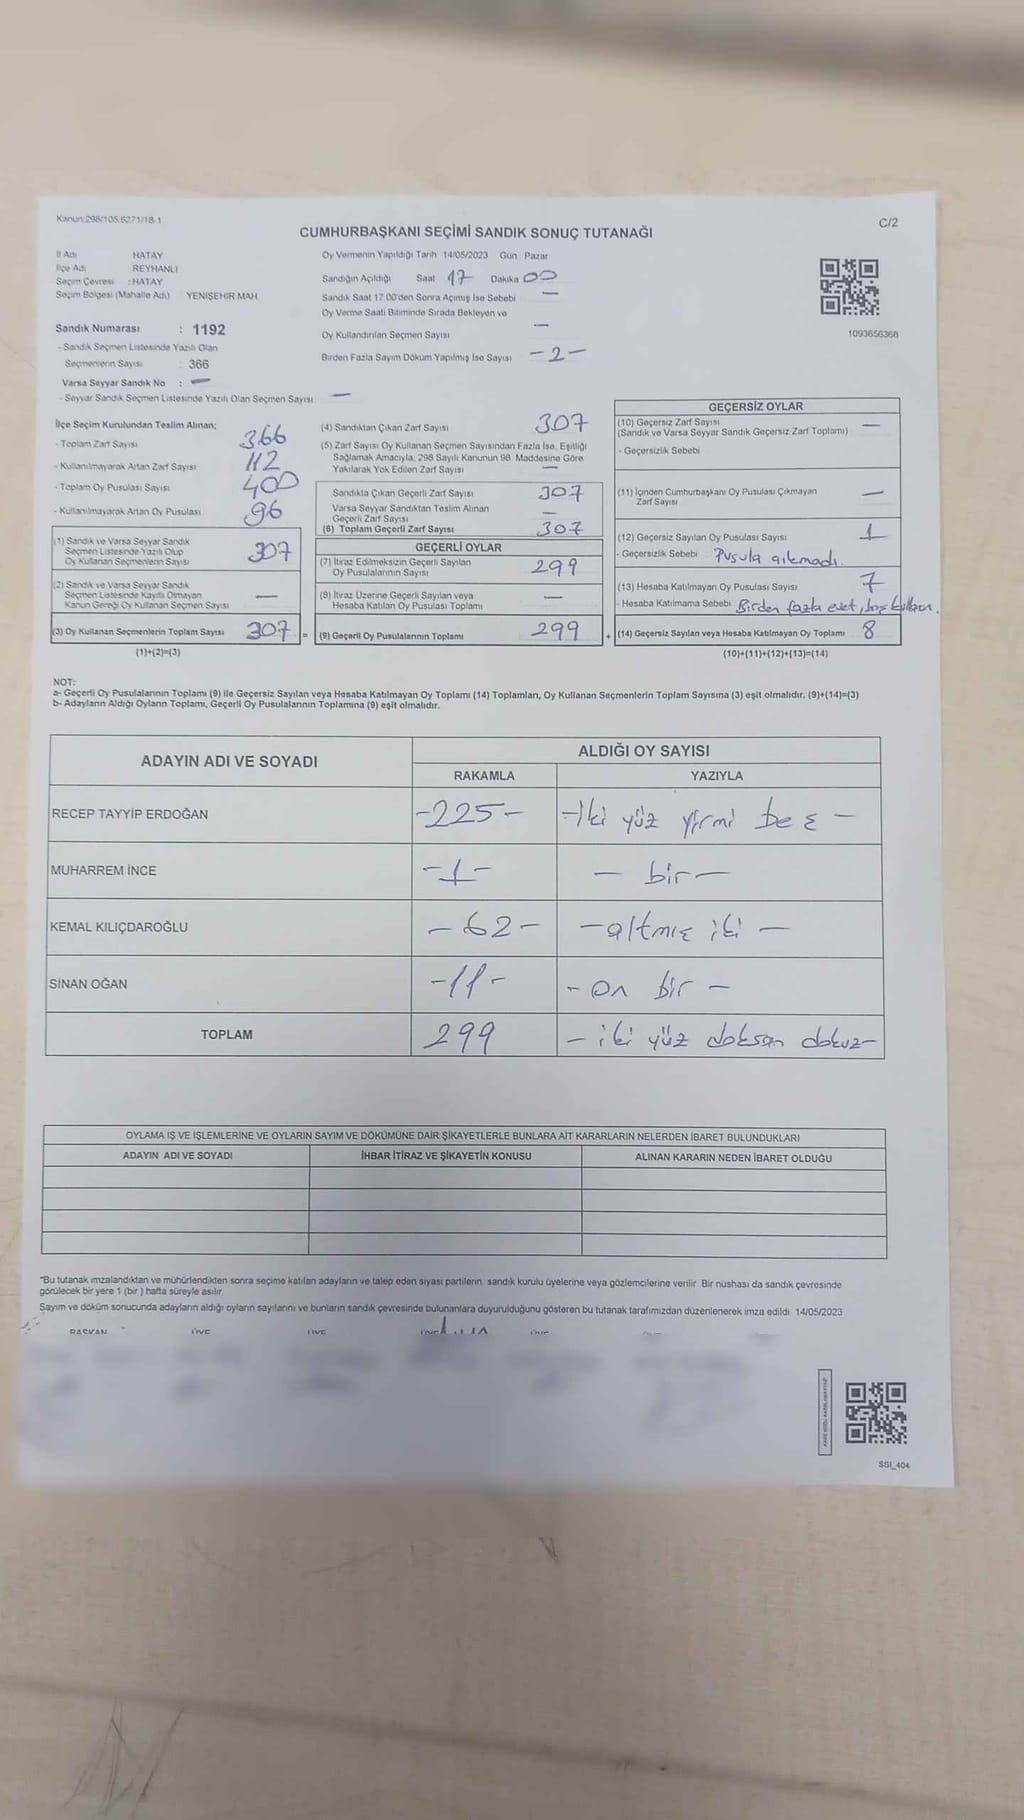 Kanun:298/105,6271/18-1
C/2
CUMHURBAŞKANI SEÇİMİ SANDIK SONUÇ TUTANAĞI
İl Adı HATAY
İlçe Adı REYHANLI
Seçim Çevresi : HATAY
Seçim Bölgesi (Mahalle Adı) YENİŞEHİR MAH
Sandık Numarası : 1192
- Sandık Seçmen Listesinde Yazılı Olan
Seçmenlerin Sayısı : 366
Varsa Seyyar Sandık No : —
- Seyyar Sandık Seçmen Listesinde Yazılı Olan Seçmen Sayısı —
Oy Vermenin Yapıldığı Tarih 14/05/2023 Gün Pazar
Sandığın Açıldığı Saat 17 Dakika 00
Sandık Saat 17.00'den Sonra Açılmış İse Sebebi —
Oy Verme Saati Bitiminde Sırada Bekleyen ve
Oy Kullandırılan Seçmen Sayısı —
Birden Fazla Sayım Döküm Yapılmış İse Sayısı -2-
1093656368
İlçe Seçim Kurulundan Teslim Alınan;
- Toplam Zarf Sayısı 366
- Kullanılmayarak Artan Zarf Sayısı 112
- Toplam Oy Pusulası Sayısı 400
- Kullanılmayarak Artan Oy Pusulası 96
(1) Sandık ve Varsa Seyyar Sandık
Seçmen Listesinde Yazılı Olup
Oy Kullanan Seçmenlerin Sayısı 307
(2) Sandık ve Varsa Seyyar Sandık
Seçmen Listesinde Kayıtlı Olmayan
Kanun Gereği Oy Kullanan Seçmen Sayısı —
(3) Oy Kullanan Seçmenlerin Toplam Sayısı 307 =
(1)+(2)=(3)
(4) Sandıktan Çıkan Zarf Sayısı 307
(5) Zarf Sayısı Oy Kullanan Seçmen Sayısından Fazla İse, Eşitliği
Sağlamak Amacıyla, 298 Sayılı Kanunun 98. Maddesine Göre
Yakılarak Yok Edilen Zarf Sayısı —
Sandıkta Çıkan Geçerli Zarf Sayısı 307
Varsa Seyyar Sandıktan Teslim Alınan
Geçerli Zarf Sayısı —
(6) Toplam Geçerli Zarf Sayısı 307
GEÇERLİ OYLAR
(7) İtiraz Edilmeksizin Geçerli Sayılan
Oy Pusulalarının Sayısı 299
(8) İtiraz Üzerine Geçerli Sayılan veya
Hesaba Katılan Oy Pusulası Toplamı —
(9) Geçerli Oy Pusulalarının Toplamı 299 +
GEÇERSİZ OYLAR
(10) Geçersiz Zarf Sayısı —
(Sandık ve Varsa Seyyar Sandık Geçersiz Zarf Toplamı)
- Geçersizlik Sebebi
(11) İçinden Cumhurbaşkanı Oy Pusulası Çıkmayan
Zarf Sayısı —
(12) Geçersiz Sayılan Oy Pusulası Sayısı 1
- Geçersizlik Sebebi Pusula çıkmadı.
(13) Hesaba Katılmayan Oy Pusulası Sayısı 7
- Hesaba Katılmama Sebebi Birden fazla evet, boş
(14) Geçersiz Sayılan veya Hesaba Katılmayan Oy Toplamı 8
(10)+(11)+(12)+(13)=(14)
NOT:
a- Geçerli Oy Pusulalarının Toplamı (9) ile Geçersiz Sayılan veya Hesaba Katılmayan Oy Toplamı (14) Toplamları, Oy Kullanan Seçmenlerin Toplam Sayısına (3) eşit olmalıdır. (9)+(14)=(3)
b- Adayların Aldığı Oyların Toplamı, Geçerli Oy Pusulalarının Toplamına (9) eşit olmalıdır.
ADAYIN ADI VE SOYADI
ALDIĞI OY SAYISI
RAKAMLA YAZIYLA
RECEP TAYYİP ERDOĞAN -225- -iki yüz yirmi beş -
MUHARREM İNCE -1- - bir -
KEMAL KILIÇDAROĞLU - 62 - -altmış iki -
SİNAN OĞAN -11- - on bir -
TOPLAM 299 - iki yüz doksan dokuz-
OYLAMA İŞ VE İŞLEMLERİNE VE OYLARIN SAYIM VE DÖKÜMÜNE DAİR ŞİKAYETLERLE BUNLARA AİT KARARLARIN NELERDEN İBARET BULUNDUKLARI
ADAYIN ADI VE SOYADI İHBAR İTİRAZ VE ŞİKAYETİN KONUSU ALINAN KARARIN NEDEN İBARET OLDUĞU
*Bu tutanak imzalandıktan ve mühürlendikten sonra seçime katılan adayların ve talep eden siyasi partilerin sandık kurulu üyelerine veya gözlemcilerine verilir. Bir nüshası da sandık çevresinde
görülecek bir yere 1 (bir) hafta süreyle asılır.
Sayım ve döküm sonucunda adayların aldığı oyların sayılarını ve bunların sandık çevresinde bulunanlara duyurulduğunu gösteren bu tutanak tarafımızdan düzenlenerek imza edildi. 14/05/2023
BAŞKAN ÜYE ÜYE ÜYE ÜYE
SSI_404